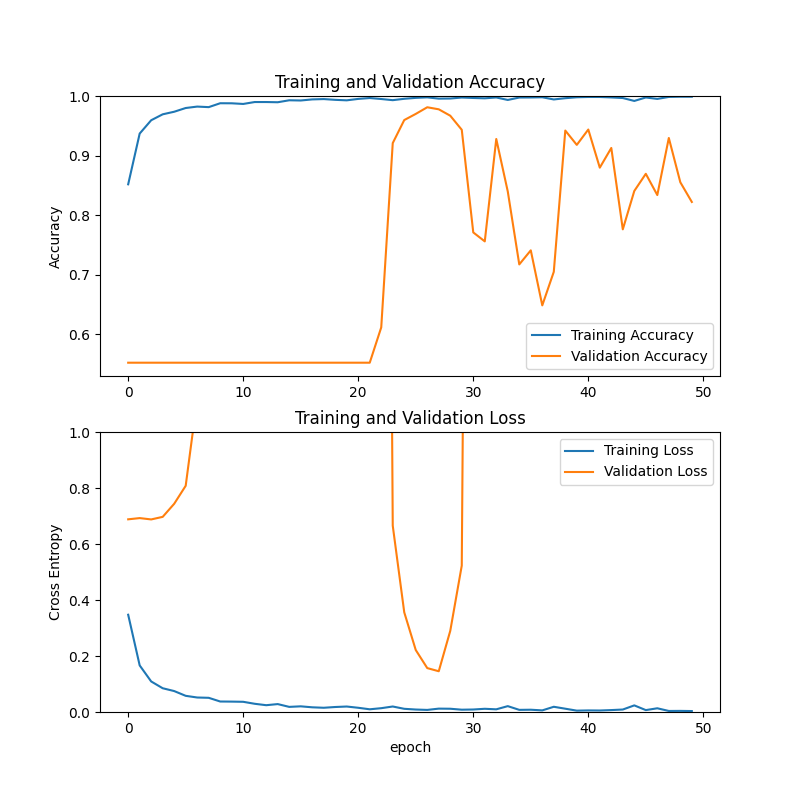 Training and Validation Accuracy
1.0
0.9
0.8
0.7
0.6
Accuracy
Training Accuracy
Validation Accuracy
0 10 20 30 40 50
Training and Validation Loss
1.0
0.8
0.6
0.4
0.2
0.0
Cross Entropy
Training Loss
Validation Loss
0 10 20 30 40 50
epoch